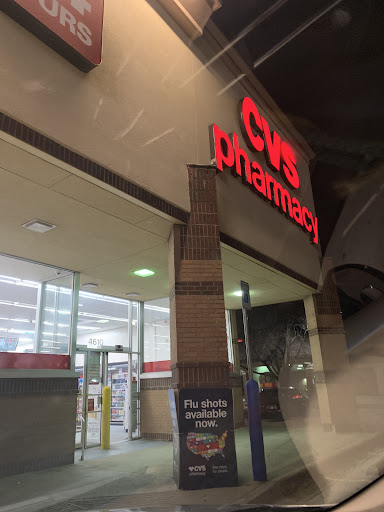 URS
CVS
pharmacy
4610
Flu shots
available
now.
CVS
pharmacy